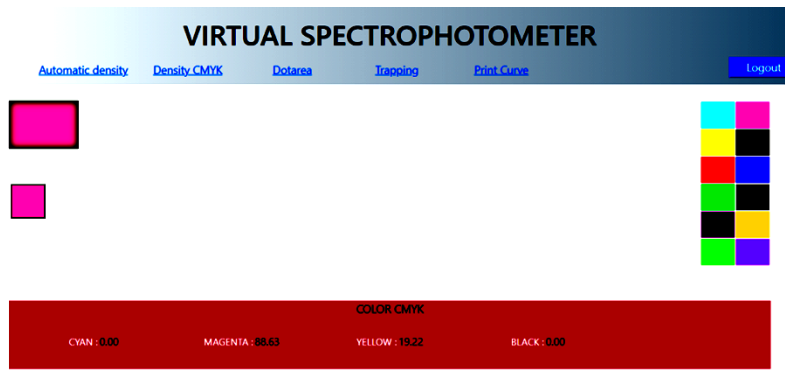 VIRTUAL SPECTROPHOTOMETER
Automatic density Density CMYK Dotarea Trapping Print Curve Logout
COLOR CMYK
CYAN : 0.00 MAGENTA : 88.63 YELLOW : 19.22 BLACK : 0.00